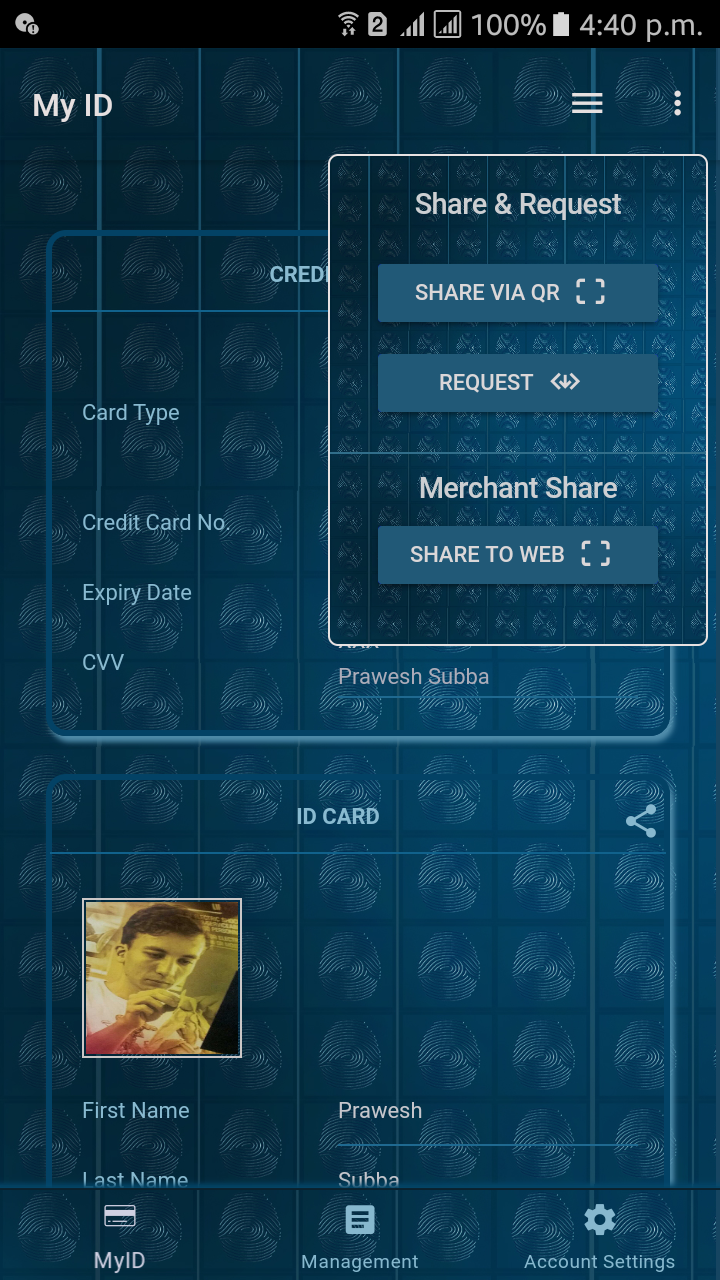 2 100% 4:40 p.m.
My ID
Share & Request
CREDI
SHARE VIA QR
REQUEST
Card Type
Merchant Share
Credit Card No.
SHARE TO WEB
Expiry Date
CVV
Prawesh Subba
ID CARD
First Name Prawesh
Last Name Subba
MyID Management Account Settings